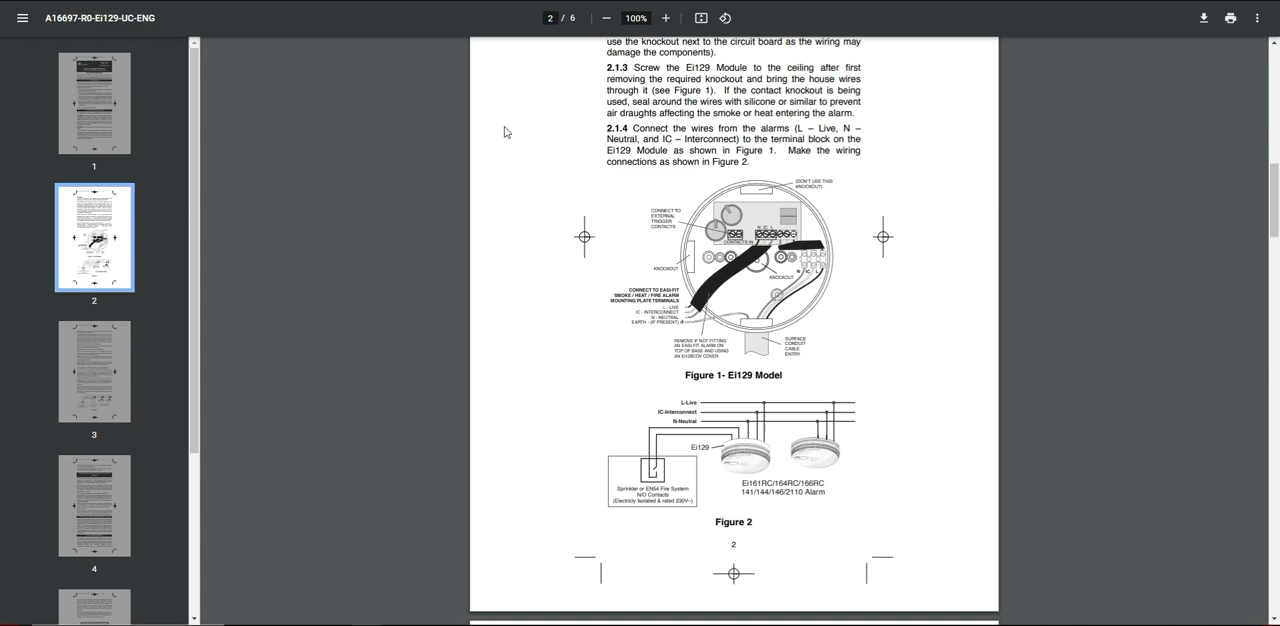 A16697-R0-Ei129-UC-ENG
2 / 6
100%
use the knockout next to the circuit board as the wiring may
damage the components).
2.1.3 Screw the Ei129 Module to the ceiling after first
removing the required knockout and bring the house wires
through it (see Figure 1). If the contact knockout is being
used, seal around the wires with silicone or similar to prevent
air draughts affecting the smoke or heat entering the alarm.
2.1.4 Connect the wires from the alarms (L – Live, N –
Neutral, and IC – Interconnect) to the terminal block on the
Ei129 Module as shown in Figure 1. Make the wiring
connections as shown in Figure 2.
(DON'T USE THIS
KNOCKOUT)
CONNECT TO
EXTERNAL
TRIGGER
CONTACTS
N IC L
CONTACTS IN
KNOCKOUT
KNOCKOUT
N IC L
CONNECT TO EASI-FIT
SMOKE / HEAT / FIRE ALARM
MOUNTING PLATE TERMINALS
L - LIVE
IC - INTERCONNECT
N - NEUTRAL
EARTH - (IF PRESENT)
REMOVE IF NOT FITTING
AN EASI-FIT ALARM ON
TOP OF BASE AND USING
AN EI128COV COVER
SURFACE
CONDUIT
CABLE
ENTRY
Figure 1- Ei129 Model
L-Live
IC-Interconnect
N-Neutral
Ei129
Sprinkler or EN54 Fire System
N/O Contacts
(Electricly Isolated & rated 230V~)
Ei161RC/164RC/166RC
141/144/146/2110 Alarm
Figure 2
2
1
2
3
4